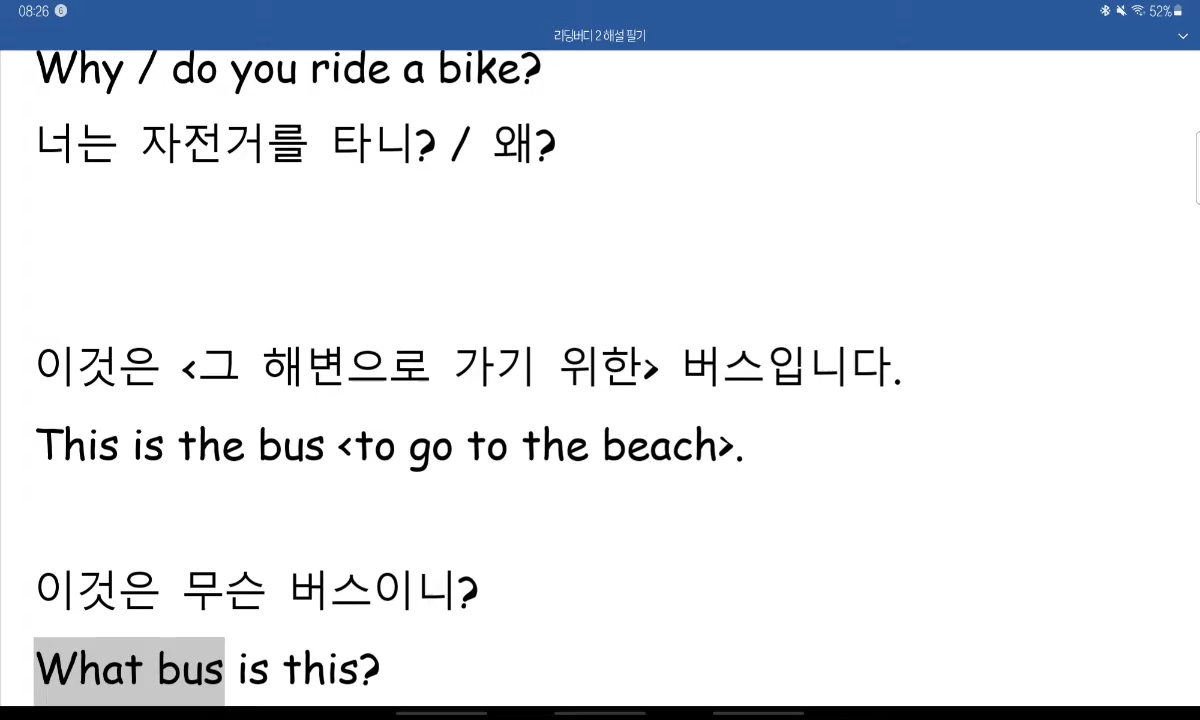 08:26 6 52%
리딩버디 2 해설 필기
Why / do you ride a bike?
너는 자전거를 타니? / 왜?
이것은 <그 해변으로 가기 위한> 버스입니다.
This is the bus <to go to the beach>.
이것은 무슨 버스이니?
What bus is this?